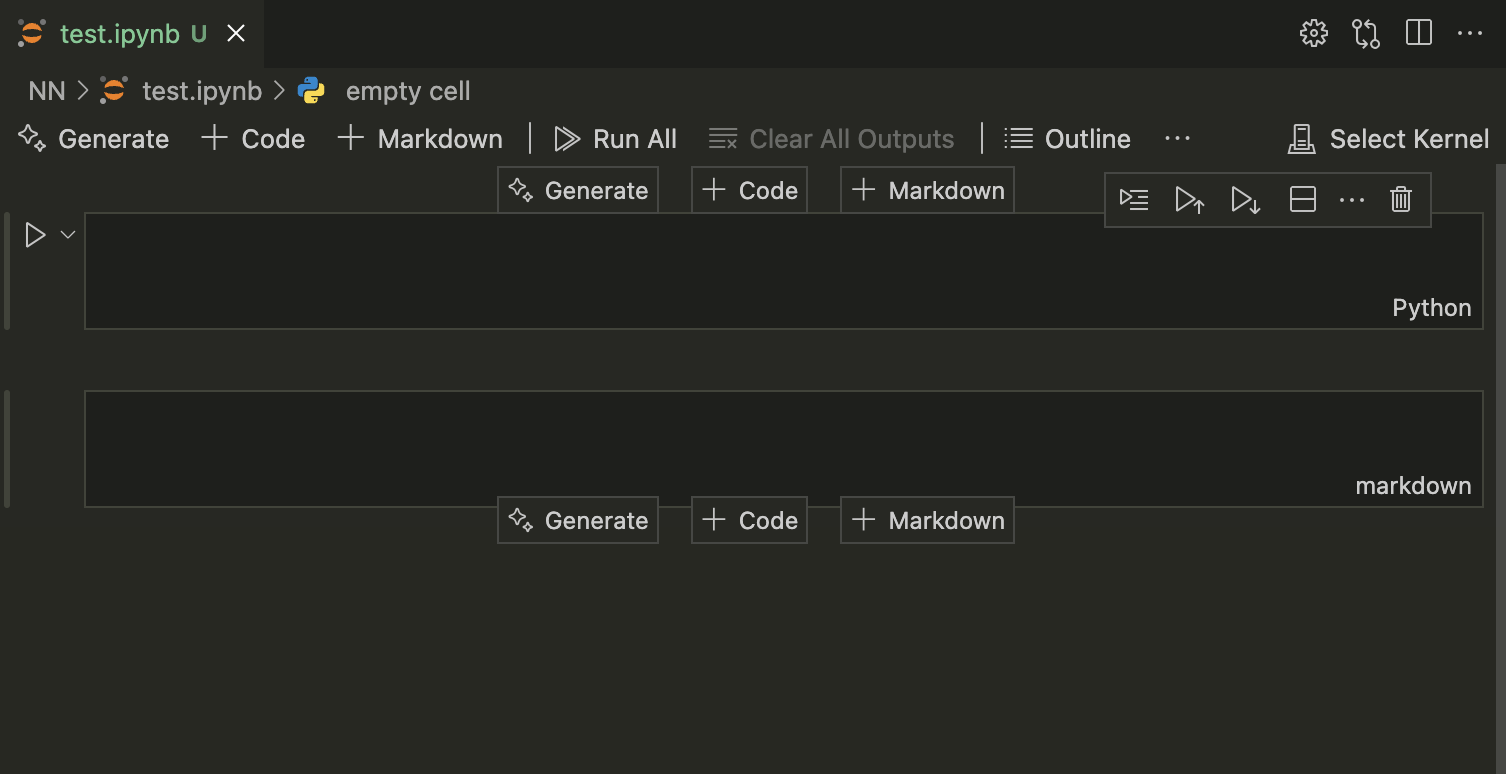 test.ipynb U
NN > test.ipynb > empty cell
Generate + Code + Markdown | Run All Clear All Outputs | Outline ··· Select Kernel
Generate + Code + Markdown ···
Python
markdown
Generate + Code + Markdown